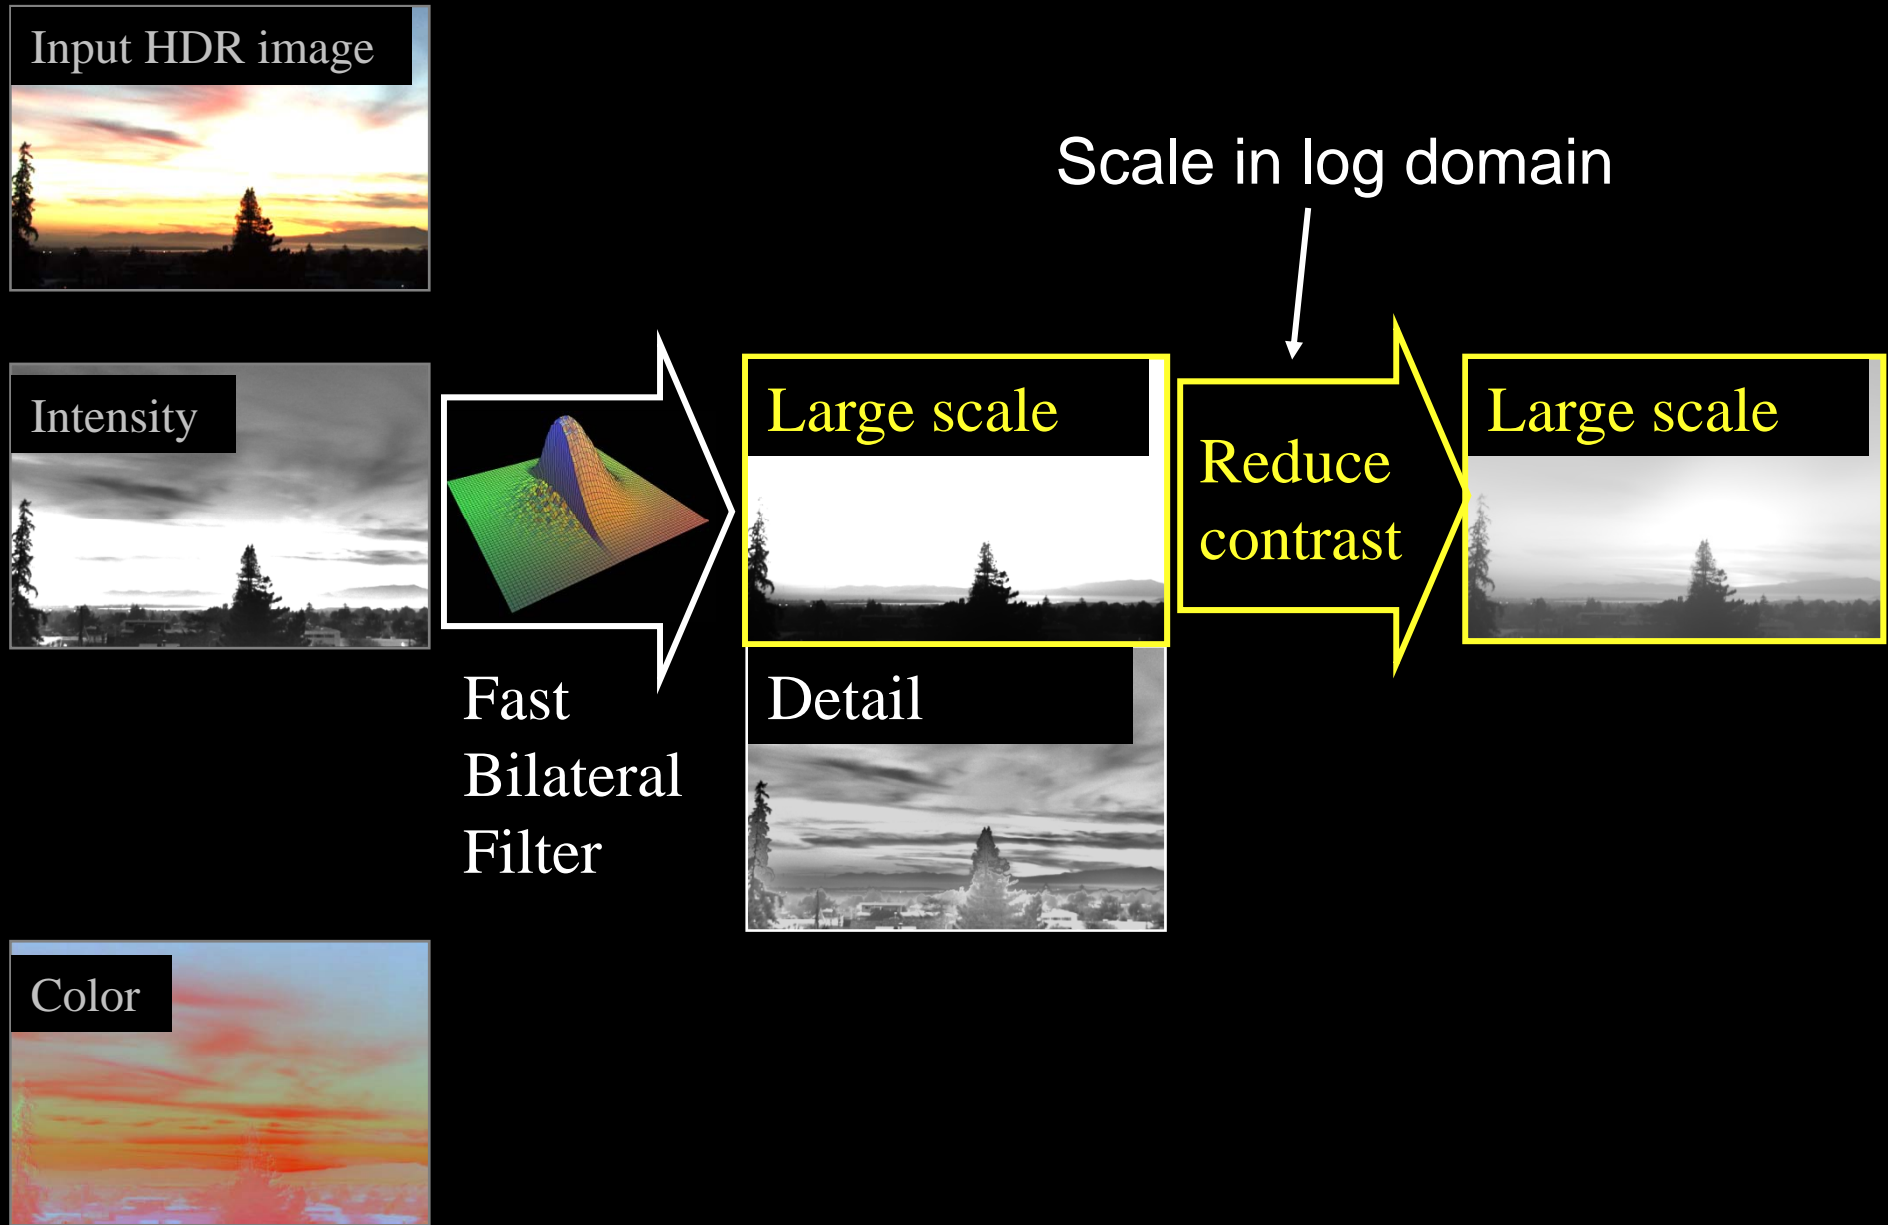 Input HDR image
Scale in log domain
Intensity
Large scale
Reduce
contrast
Large scale
Fast
Bilateral
Filter
Detail
Color